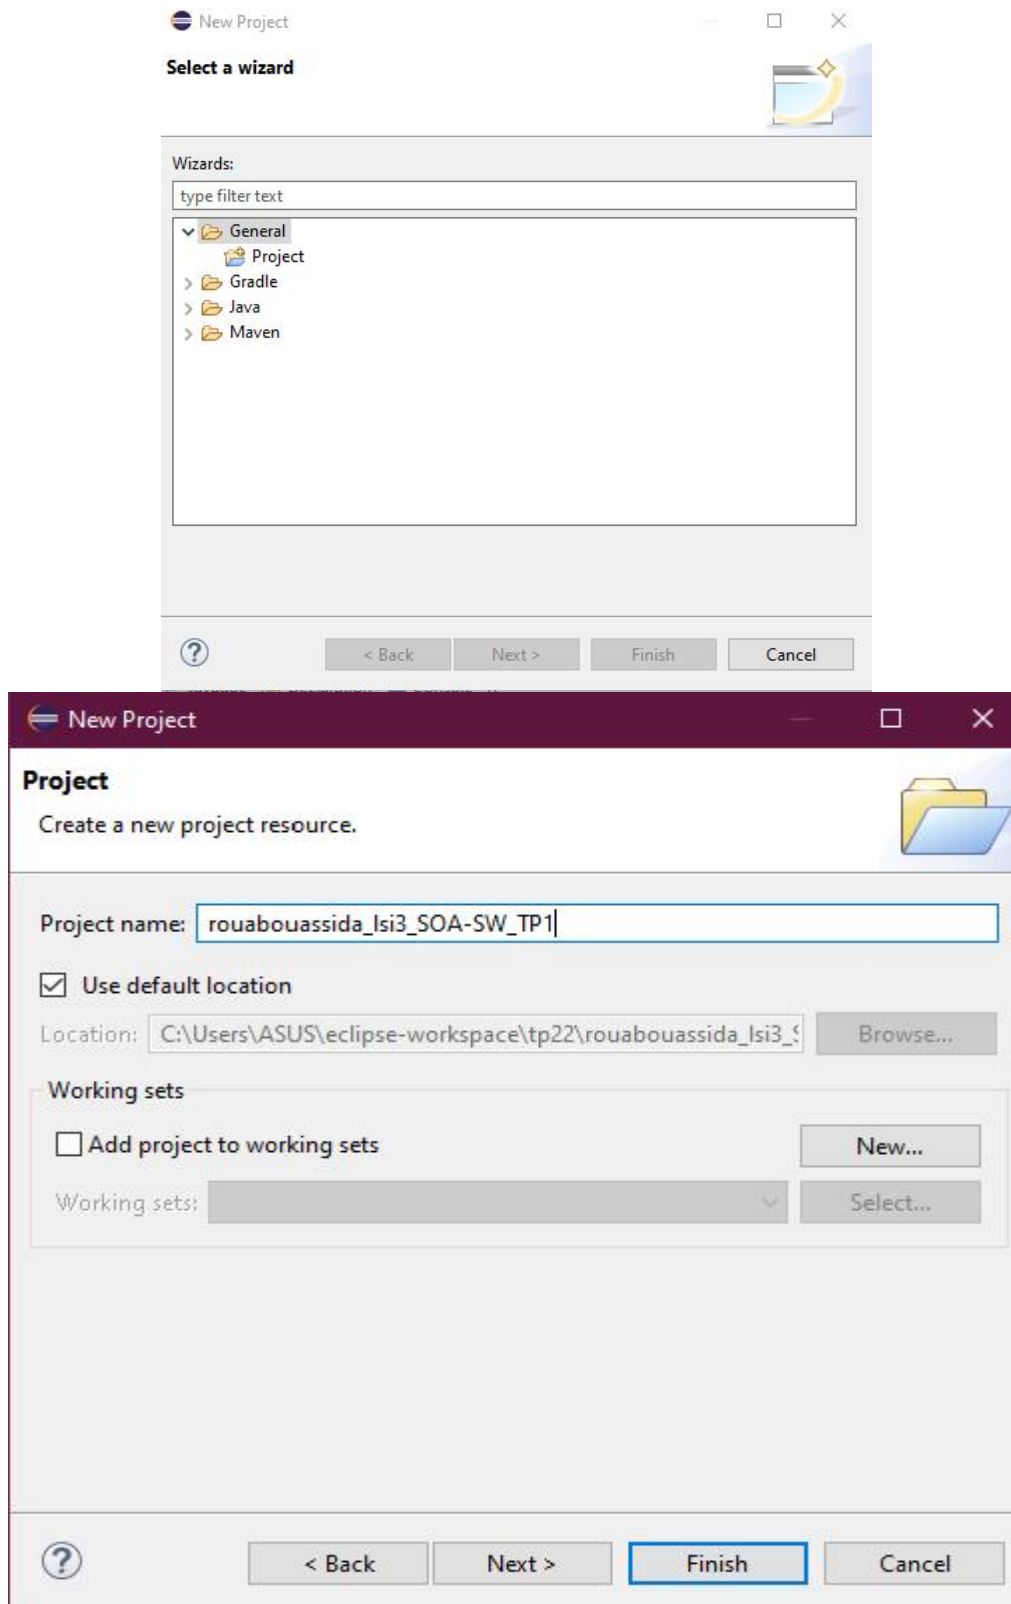 New Project
Select a wizard
Wizards:
type filter text
General
Project
Gradle
Java
Maven
< Back Next > Finish Cancel
New Project
Project
Create a new project resource.
Project name: rouabouassida_lsi3_SOA-SW_TP1
Use default location
Location: C:\Users\ASUS\eclipse-workspace\tp22\rouabouassida_lsi3_S Browse...
Working sets
Add project to working sets New...
Working sets: Select...
< Back Next > Finish Cancel